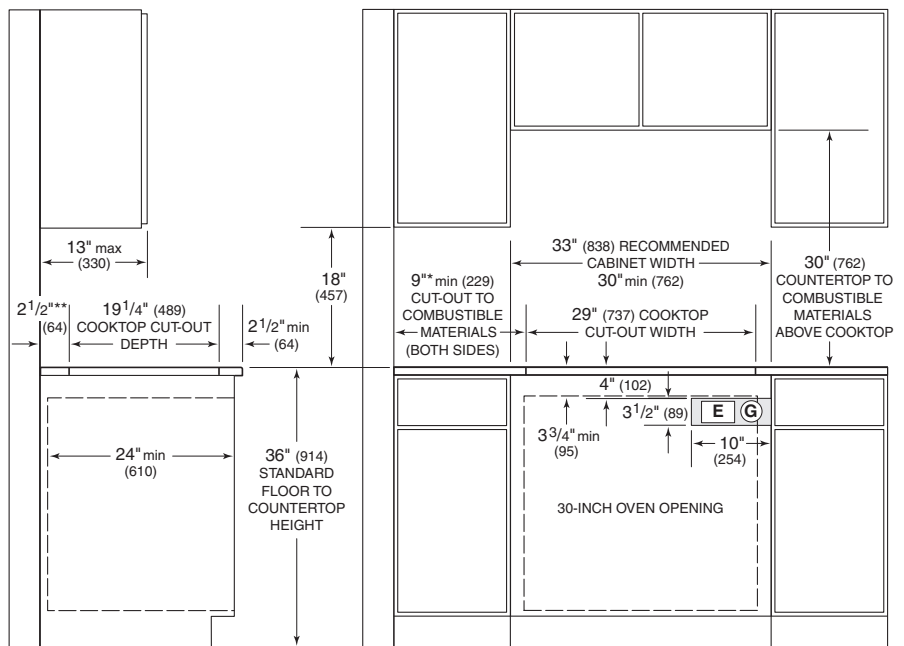 13" max
(330)
2 1/2"**
(64)
19 1/4" (489)
COOKTOP CUT-OUT
DEPTH
2 1/2" min
(64)
18"
(457)
24" min
(610)
36" (914)
STANDARD
FLOOR TO
COUNTERTOP
HEIGHT
9"* min (229)
CUT-OUT TO
COMBUSTIBLE
MATERIALS
(BOTH SIDES)
33" (838) RECOMMENDED
CABINET WIDTH
30" min (762)
29" (737) COOKTOP
CUT-OUT WIDTH
30" (762)
COUNTERTOP TO
COMBUSTIBLE
MATERIALS
ABOVE COOKTOP
4" (102)
3 1/2" (89)
E G
3 3/4" min
(95)
10"
(254)
30-INCH OVEN OPENING